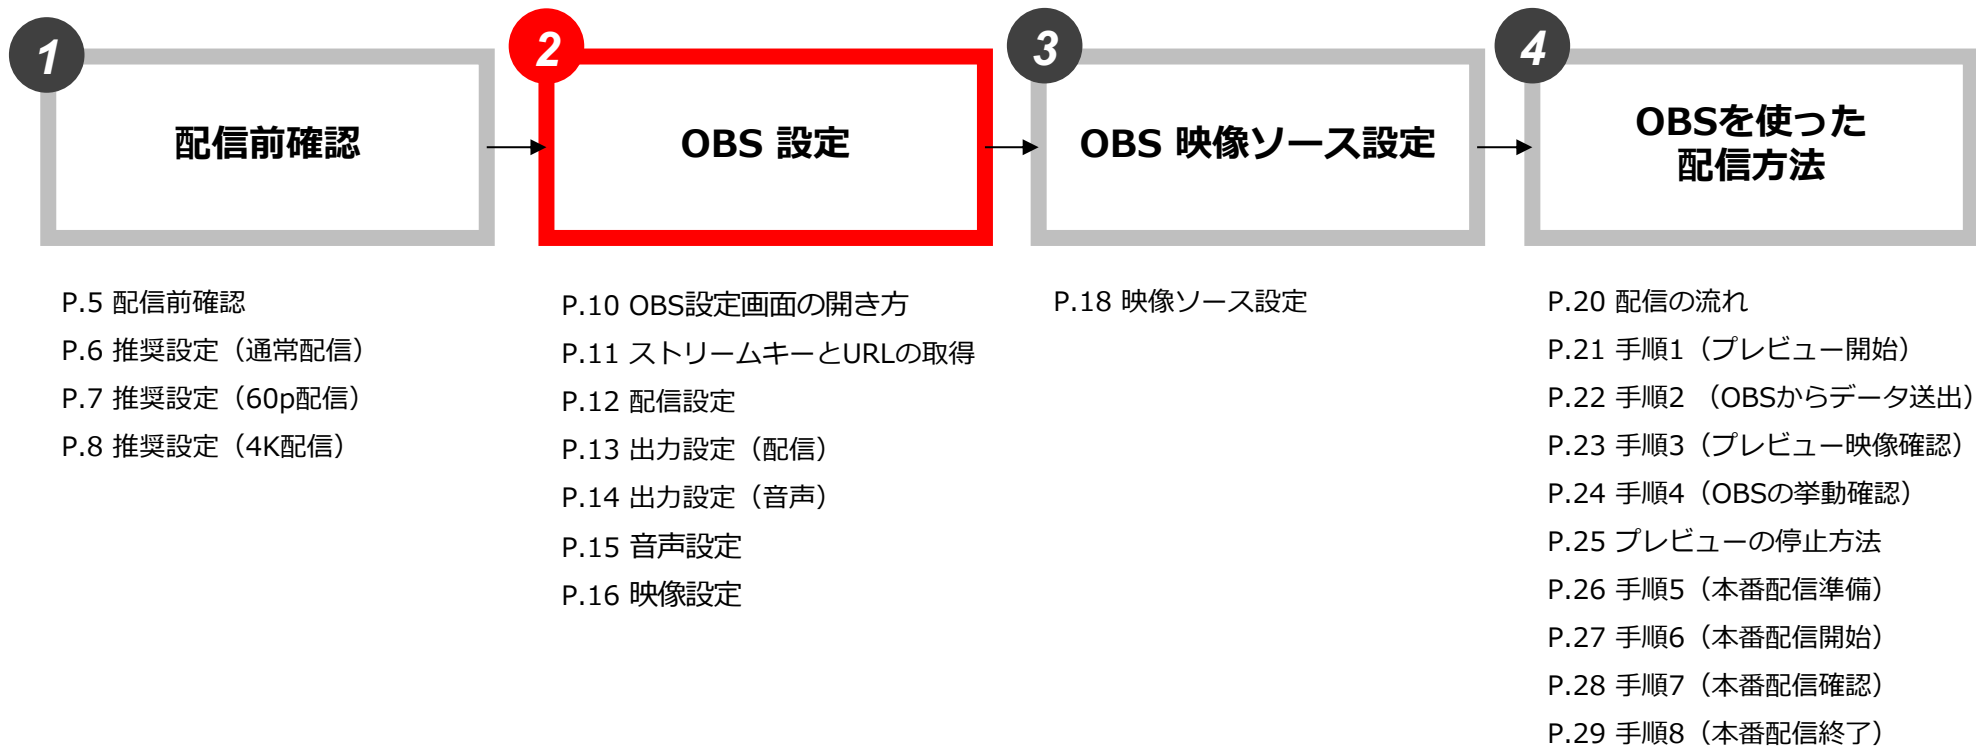 1
配信前確認
P.5 配信前確認
P.6 推奨設定（通常配信）
P.7 推奨設定（60p配信）
P.8 推奨設定（4K配信）
2
OBS 設定
P.10 OBS設定画面の開き方
P.11 ストリームキーとURLの取得
P.12 配信設定
P.13 出力設定（配信）
P.14 出力設定（音声）
P.15 音声設定
P.16 映像設定
3
OBS 映像ソース設定
P.18 映像ソース設定
4
OBSを使った
配信方法
P.20 配信の流れ
P.21 手順1（プレビュー開始）
P.22 手順2 （OBSからデータ送出）
P.23 手順3（プレビュー映像確認）
P.24 手順4（OBSの挙動確認）
P.25 プレビューの停止方法
P.26 手順5（本番配信準備）
P.27 手順6（本番配信開始）
P.28 手順7（本番配信確認）
P.29 手順8（本番配信終了）